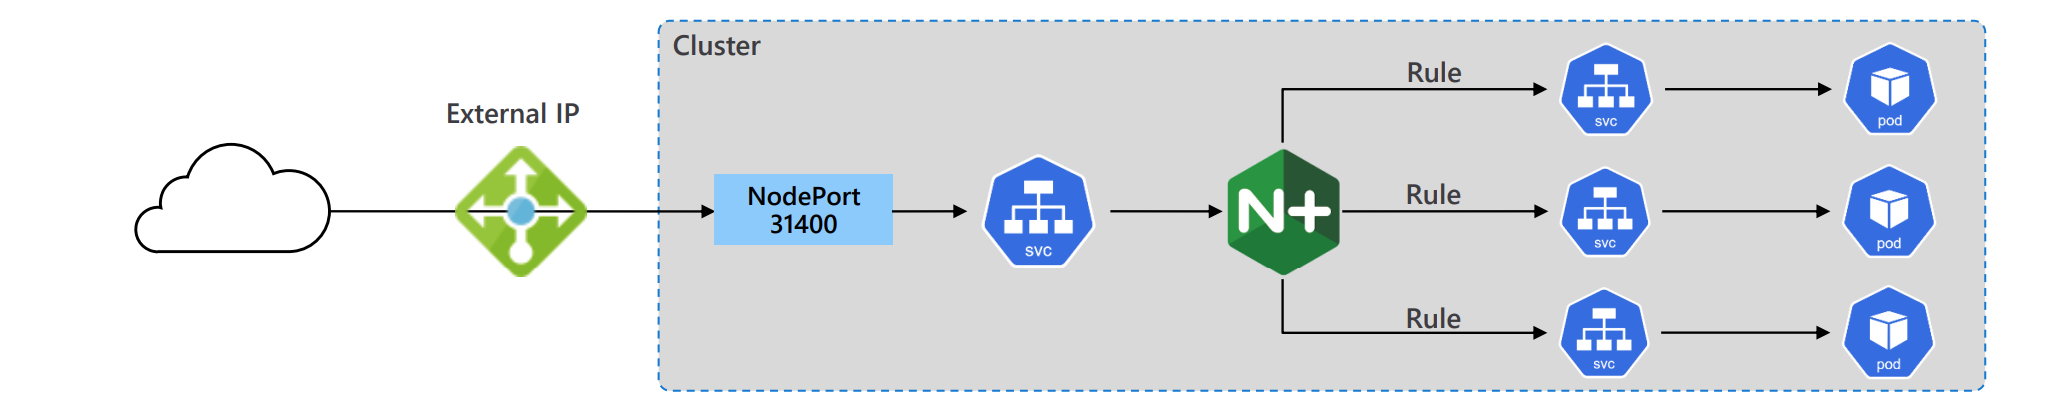 Cluster
External IP
NodePort
31400
svc
N+
Rule
svc
pod
Rule
svc
pod
Rule
svc
pod